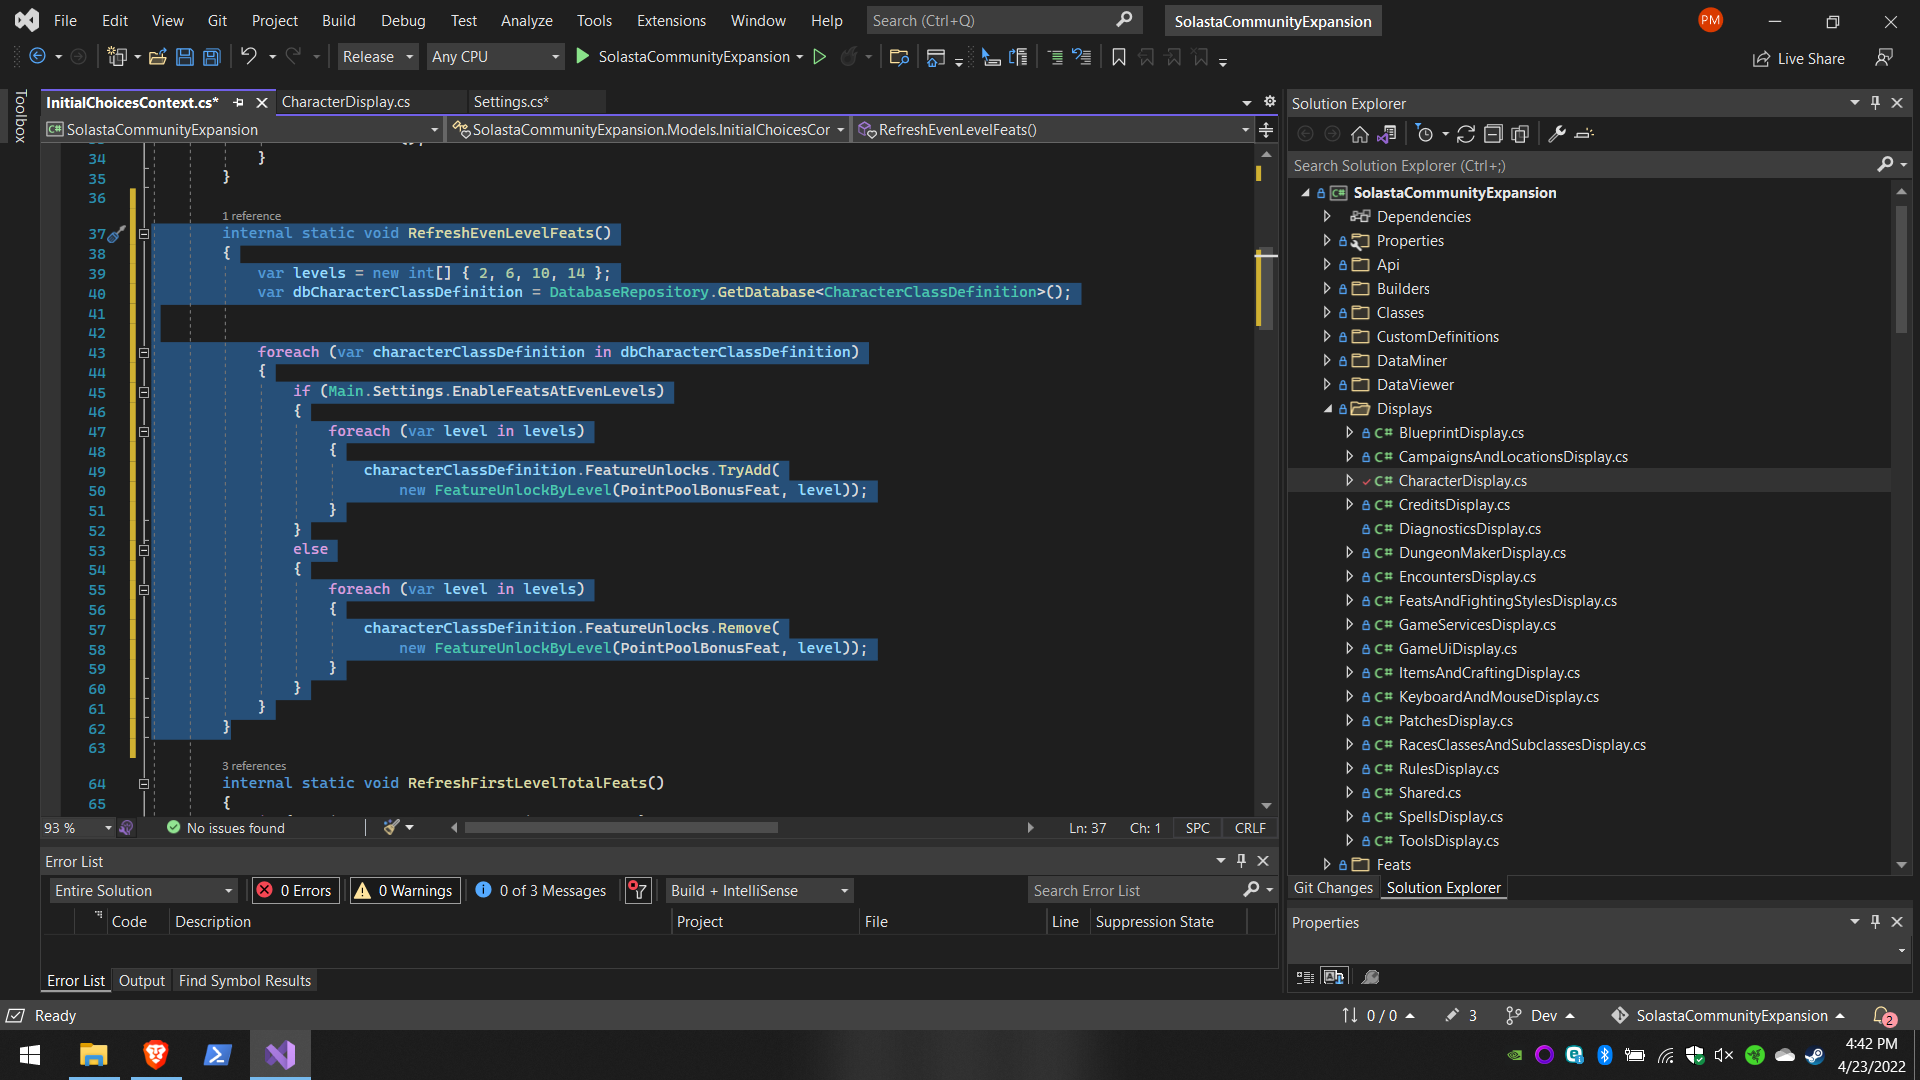 File Edit View Git Project Build Debug Test Analyze Tools Extensions Window Help Search (Ctrl+Q) SolastaCommunityExpansion PM
Release Any CPU SolastaCommunityExpansion Live Share
Toolbox
InitialChoicesContext.cs* CharacterDisplay.cs Settings.cs*
SolastaCommunityExpansion SolastaCommunityExpansion.Models.InitialChoicesCor RefreshEvenLevelFeats()
34 }
35 }
36
1 reference
37 internal static void RefreshEvenLevelFeats()
38 {
39 var levels = new int[] { 2, 6, 10, 14 };
40 var dbCharacterClassDefinition = DatabaseRepository.GetDatabase<CharacterClassDefinition>();
41
42
43 foreach (var characterClassDefinition in dbCharacterClassDefinition)
44 {
45 if (Main.Settings.EnableFeatsAtEvenLevels)
46 {
47 foreach (var level in levels)
48 {
49 characterClassDefinition.FeatureUnlocks.TryAdd(
50 new FeatureUnlockByLevel(PointPoolBonusFeat, level));
51 }
52 }
53 else
54 {
55 foreach (var level in levels)
56 {
57 characterClassDefinition.FeatureUnlocks.Remove(
58 new FeatureUnlockByLevel(PointPoolBonusFeat, level));
59 }
60 }
61 }
62 }
63
3 references
64 internal static void RefreshFirstLevelTotalFeats()
65 {
93 % No issues found Ln: 37 Ch: 1 SPC CRLF
Error List
Entire Solution 0 Errors 0 Warnings 0 of 3 Messages Build + IntelliSense Search Error List
Code Description Project File Line Suppression State
Error List Output Find Symbol Results
Solution Explorer
Search Solution Explorer (Ctrl+;)
C# SolastaCommunityExpansion
Dependencies
Properties
Api
Builders
Classes
CustomDefinitions
DataMiner
DataViewer
Displays
C# BlueprintDisplay.cs
C# CampaignsAndLocationsDisplay.cs
C# CharacterDisplay.cs
C# CreditsDisplay.cs
C# DiagnosticsDisplay.cs
C# DungeonMakerDisplay.cs
C# EncountersDisplay.cs
C# FeatsAndFightingStylesDisplay.cs
C# GameServicesDisplay.cs
C# GameUiDisplay.cs
C# ItemsAndCraftingDisplay.cs
C# KeyboardAndMouseDisplay.cs
C# PatchesDisplay.cs
C# RacesClassesAndSubclassesDisplay.cs
C# RulesDisplay.cs
C# Shared.cs
C# SpellsDisplay.cs
C# ToolsDisplay.cs
Feats
Git Changes Solution Explorer
Properties
Ready 0 / 0 3 Dev SolastaCommunityExpansion 2
4:42 PM
4/23/2022